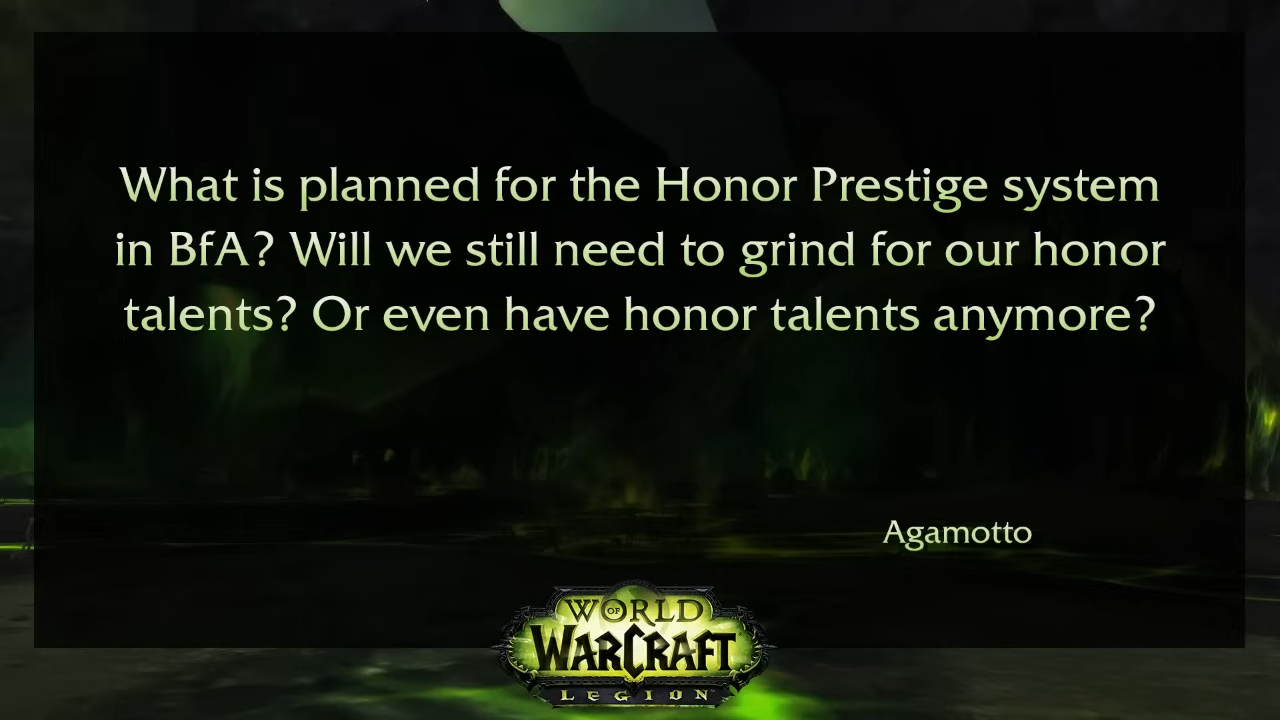 What is planned for the Honor Prestige system
in BfA? Will we still need to grind for our honor
talents? Or even have honor talents anymore?
Agamotto
WORLD
OF
WARCRAFT
LEGION